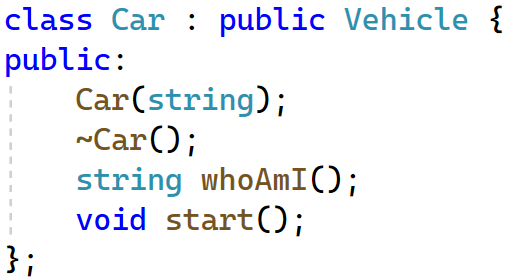 class Car : public Vehicle {
public:
    Car(string);
    ~Car();
    string whoAmI();
    void start();
};